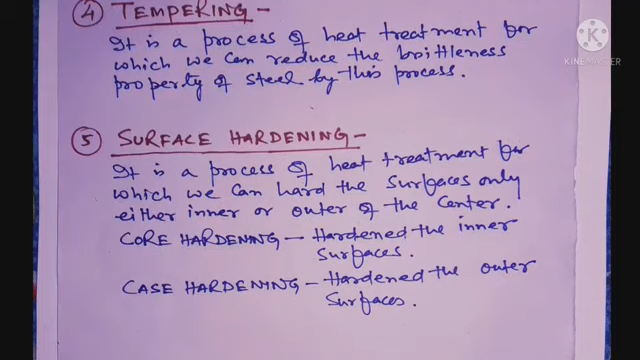 ④ TEMPERING -
It is a process of heat treatment for
which we can reduce the brittleness
property of steel by this process.
⑤ SURFACE HARDENING -
It is a process of heat treatment for
which we can hard the surfaces only
either inner or outer of the center.
CORE HARDENING - Hardened the inner
surfaces.
CASE HARDENING - Hardened the outer
surfaces.
K
KINEMASTER